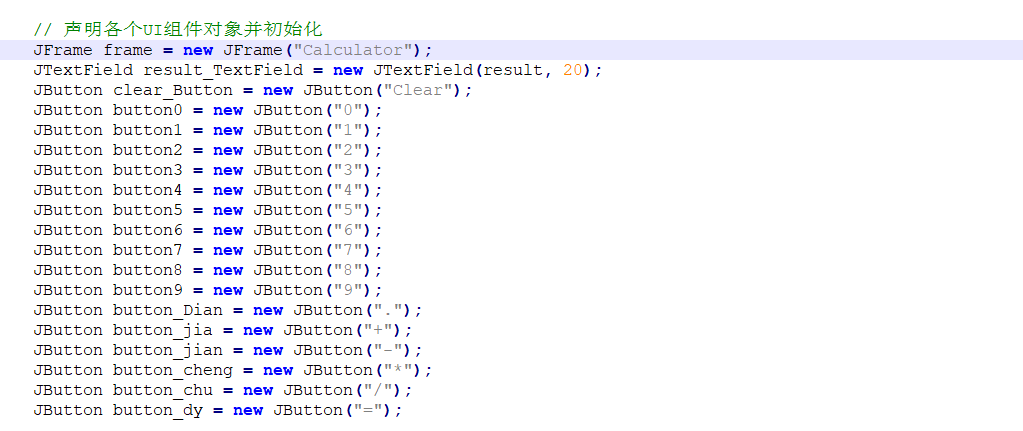 // 声明各个UI组件对象并初始化
JFrame frame = new JFrame("Calculator");
JTextField result_TextField = new JTextField(result, 20);
JButton clear_Button = new JButton("Clear");
JButton button0 = new JButton("0");
JButton button1 = new JButton("1");
JButton button2 = new JButton("2");
JButton button3 = new JButton("3");
JButton button4 = new JButton("4");
JButton button5 = new JButton("5");
JButton button6 = new JButton("6");
JButton button7 = new JButton("7");
JButton button8 = new JButton("8");
JButton button9 = new JButton("9");
JButton button_Dian = new JButton(".");
JButton button_jia = new JButton("+");
JButton button_jian = new JButton("-");
JButton button_cheng = new JButton("*");
JButton button_chu = new JButton("/");
JButton button_dy = new JButton("=");